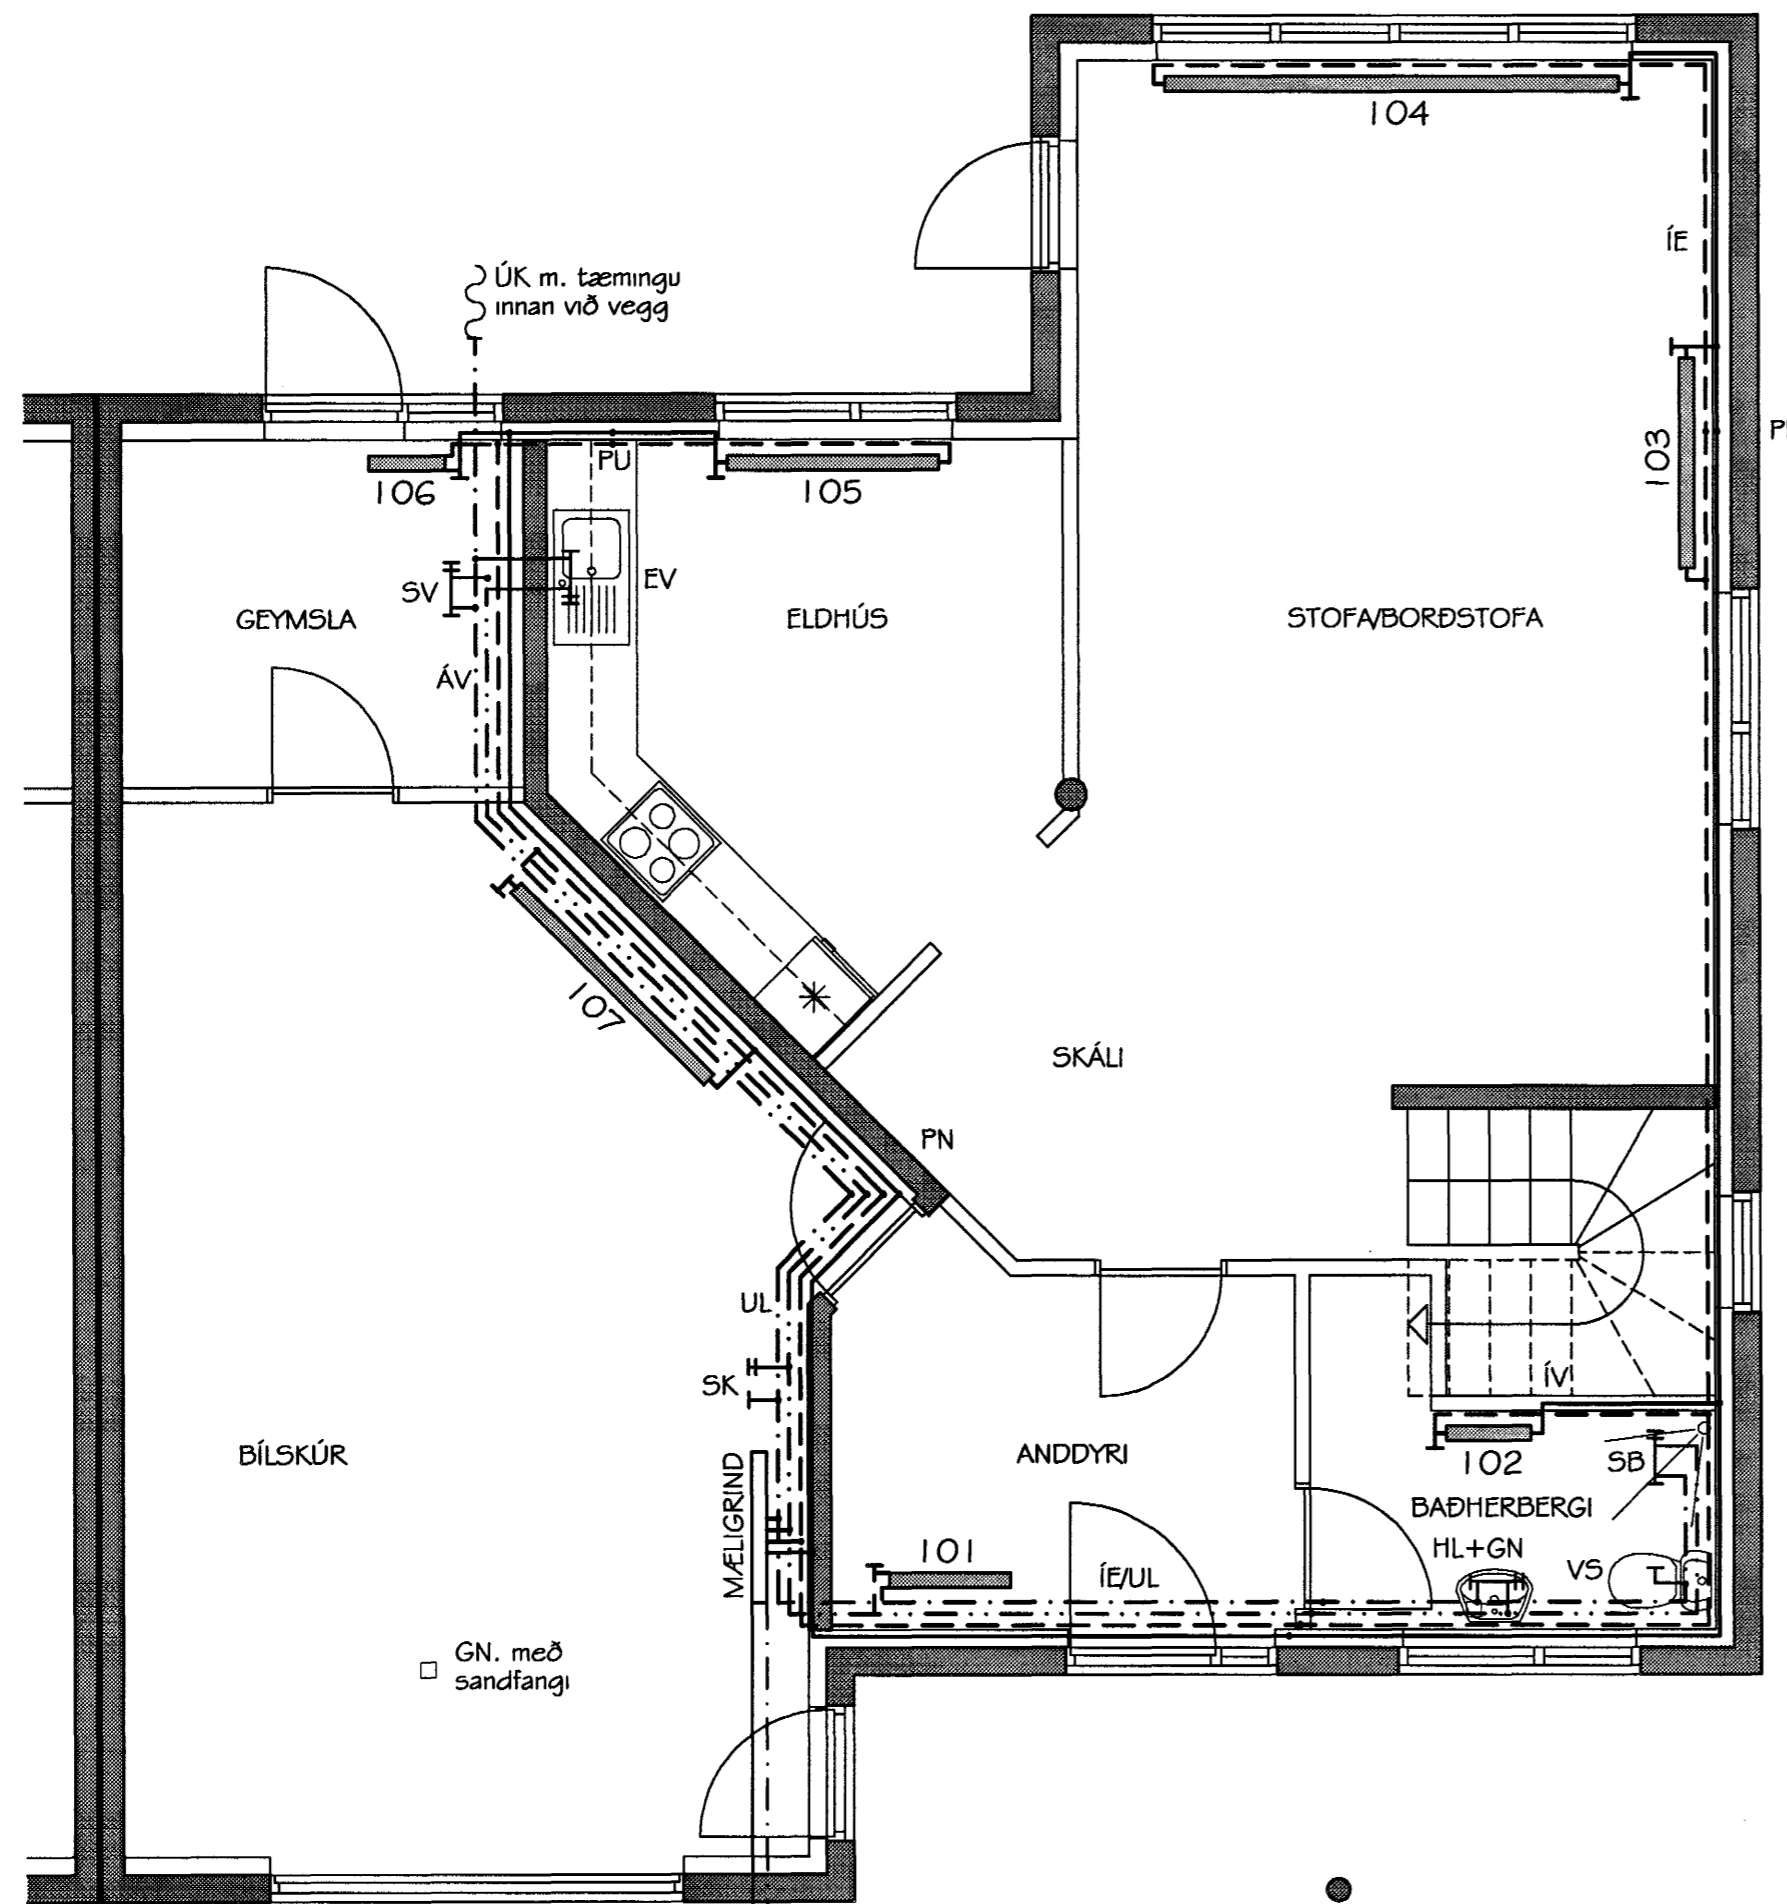 104
ÍE
ÚK m. tæmingu
innan við vegg
PU
106
105
103
SV
EV
GEYMSLA
ELDHÚS
STOFA/BORÐSTOFA
ÁV
107
SKÁLI
PN
UL
SK
ÍV
BÍLSKÚR
MÆLIGRIND
ANDDYRI
102
SB
BAÐHERBERGI
HL+GN
101
ÍE/UL
VS
GN. með
sandfangi